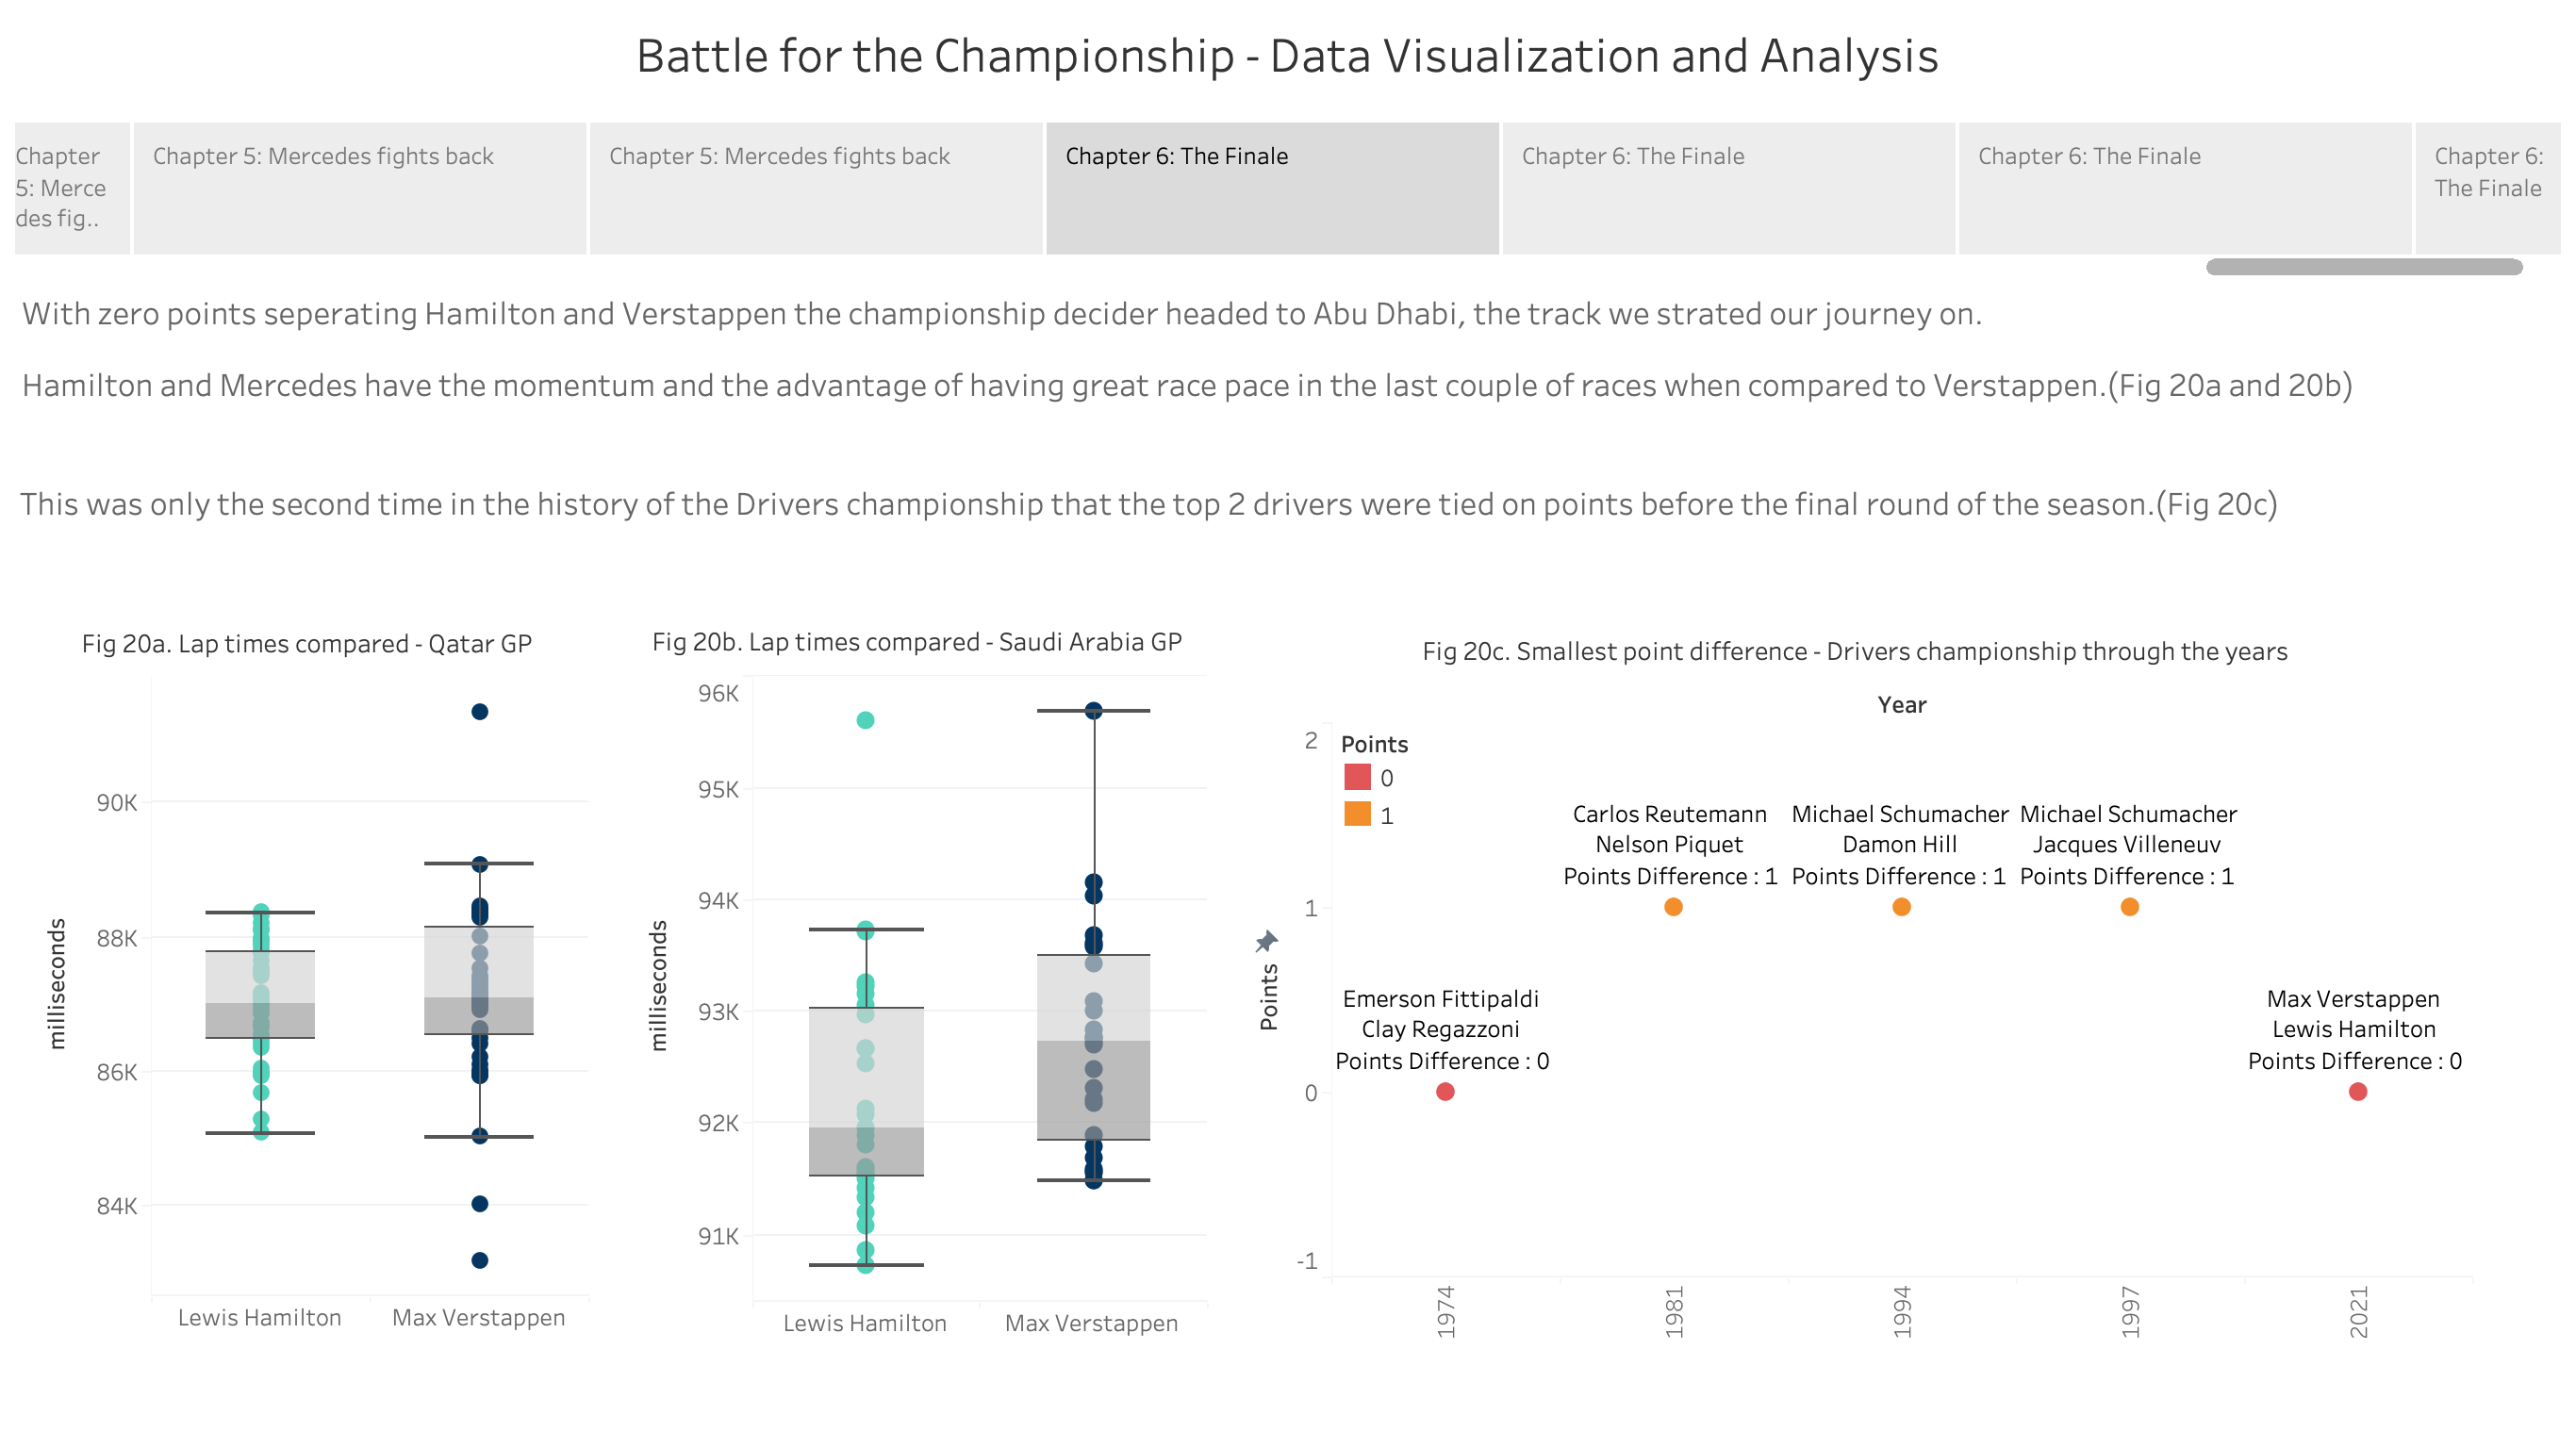 Battle for the Championship - Data Visualization and Analysis
Chapter
5: Merce
des fig..
Chapter 5: Mercedes fights back
Chapter 5: Mercedes fights back
Chapter 6: The Finale
Chapter 6: The Finale
Chapter 6: The Finale
Chapter 6:
The Finale
With zero points seperating Hamilton and Verstappen the championship decider headed to Abu Dhabi, the track we strated our journey on.
Hamilton and Mercedes have the momentum and the advantage of having great race pace in the last couple of races when compared to Verstappen.(Fig 20a and 20b)
This was only the second time in the history of the Drivers championship that the top 2 drivers were tied on points before the final round of the season.(Fig 20c)
Fig 20a. Lap times compared - Qatar GP
milliseconds
90K
88K
86K
84K
Lewis Hamilton
Max Verstappen
Fig 20b. Lap times compared - Saudi Arabia GP
milliseconds
96K
95K
94K
93K
92K
91K
Lewis Hamilton
Max Verstappen
Fig 20c. Smallest point difference - Drivers championship through the years
Year
Points
2
1
0
-1
Points
0
1
Emerson Fittipaldi
Clay Regazzoni
Points Difference : 0
Carlos Reutemann
Nelson Piquet
Points Difference : 1
Michael Schumacher
Damon Hill
Points Difference : 1
Michael Schumacher
Jacques Villeneuv
Points Difference : 1
Max Verstappen
Lewis Hamilton
Points Difference : 0
1974
1981
1994
1997
2021